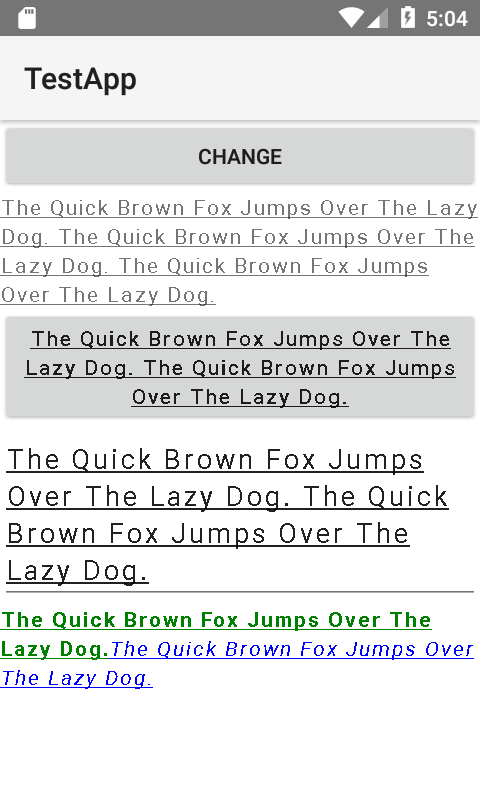 5:04
TestApp
CHANGE
The Quick Brown Fox Jumps Over The Lazy
Dog. The Quick Brown Fox Jumps Over The
Lazy Dog. The Quick Brown Fox Jumps
Over The Lazy Dog.
The Quick Brown Fox Jumps Over The
Lazy Dog. The Quick Brown Fox Jumps
Over The Lazy Dog.
The Quick Brown Fox Jumps
Over The Lazy Dog. The Quick
Brown Fox Jumps Over The
Lazy Dog.
The Quick Brown Fox Jumps Over The
Lazy Dog.The Quick Brown Fox Jumps Over
The Lazy Dog.